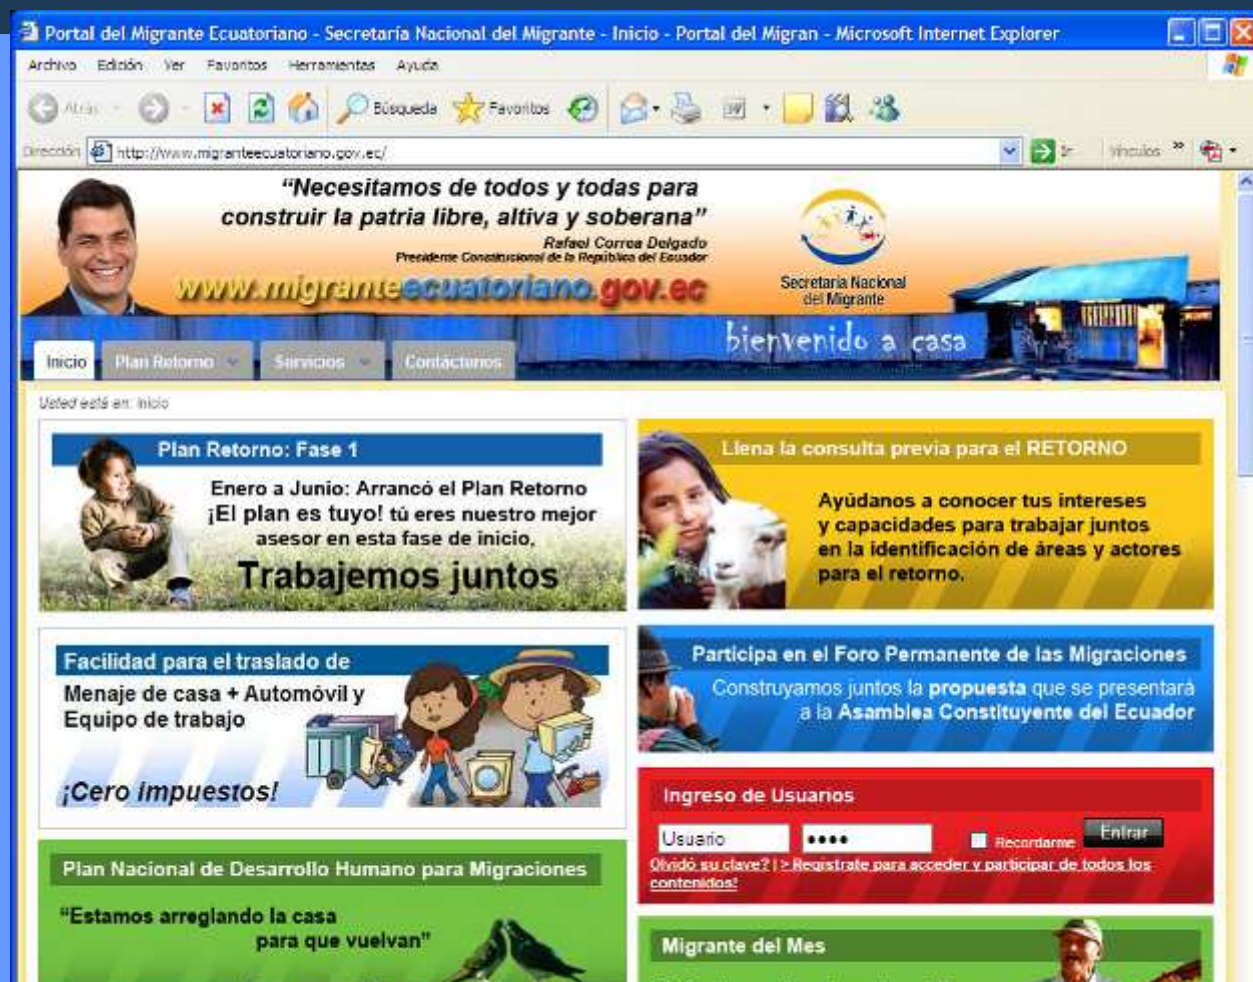 Portal del Migrante Ecuatoriano - Secretaría Nacional del Migrante - Inicio - Portal del Migran - Microsoft Internet Explorer
Archivo Edición Ver Favoritos Herramientas Ayuda
Atrás Búsqueda Favoritos
Dirección http://www.migranteecuatoriano.gov.ec/ Ir Vínculos »
“Necesitamos de todos y todas para
construir la patria libre, altiva y soberana”
Rafael Correa Delgado
Presidente Constitucional de la República del Ecuador
www.migranteecuatoriano.gov.ec
Secretaría Nacional
del Migrante
bienvenido a casa
Inicio Plan Retorno Servicios Contáctenos
Usted está en: Inicio
Plan Retorno: Fase 1
Enero a Junio: Arrancó el Plan Retorno
¡El plan es tuyo! tú eres nuestro mejor
asesor en esta fase de inicio.
Trabajemos juntos
Llena la consulta previa para el RETORNO
Ayúdanos a conocer tus intereses
y capacidades para trabajar juntos
en la identificación de áreas y actores
para el retorno.
Facilidad para el traslado de
Menaje de casa + Automóvil y
Equipo de trabajo
¡Cero impuestos!
Participa en el Foro Permanente de las Migraciones
Construyamos juntos la propuesta que se presentará
a la Asamblea Constituyente del Ecuador
Ingreso de Usuarios
Usuario •••• Recordarme Entrar
Olvidó su clave? | > Registrate para acceder y participar de todos los
contenidos!
Plan Nacional de Desarrollo Humano para Migraciones
“Estamos arreglando la casa
para que vuelvan”
Migrante del Mes